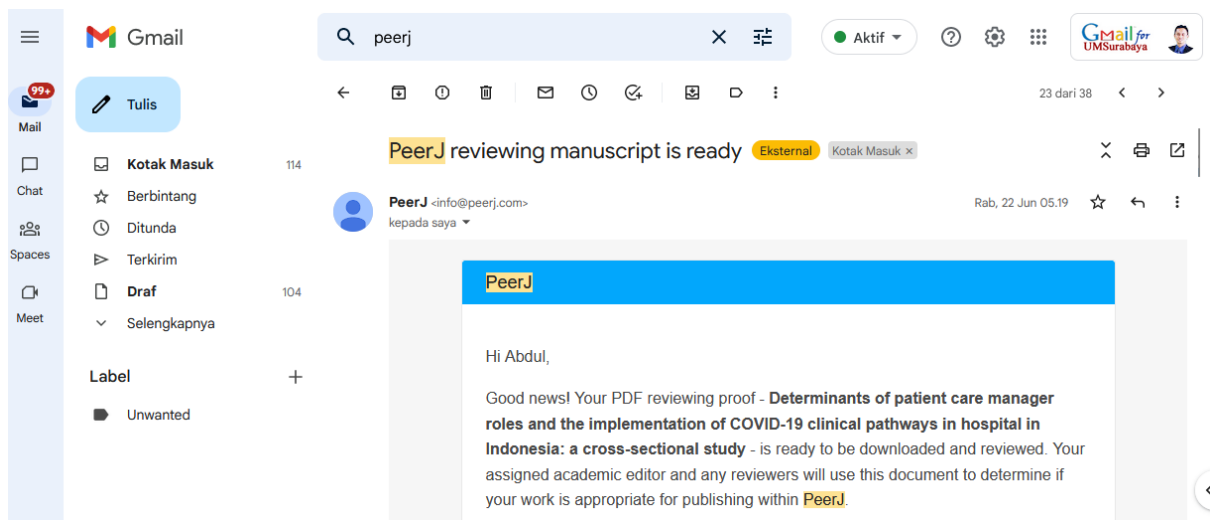 Gmail
peerj
Aktif
Gmail for
UMSurabaya
99+
Mail
Chat
Spaces
Meet
Tulis
Kotak Masuk 114
Berbintang
Ditunda
Terkirim
Draf 104
Selengkapnya
Label
Unwanted
23 dari 38
PeerJ reviewing manuscript is ready Eksternal Kotak Masuk ×
PeerJ <info@peerj.com> Rab, 22 Jun 05.19
kepada saya
PeerJ
Hi Abdul,
Good news! Your PDF reviewing proof - Determinants of patient care manager
roles and the implementation of COVID-19 clinical pathways in hospital in
Indonesia: a cross-sectional study - is ready to be downloaded and reviewed. Your
assigned academic editor and any reviewers will use this document to determine if
your work is appropriate for publishing within PeerJ.